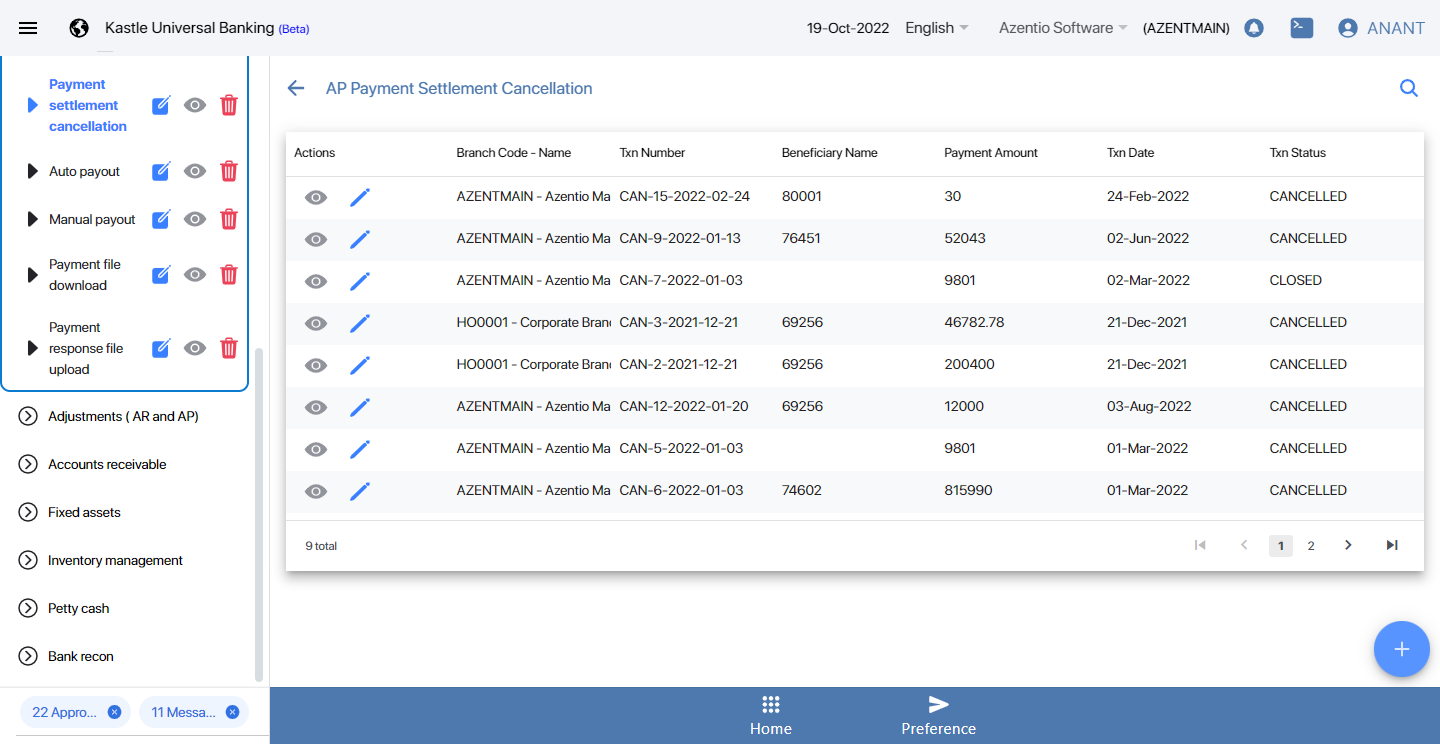 Kastle Universal Banking (Beta)
19-Oct-2022 English Azentio Software (AZENTMAIN) ANANT
Payment
settlement
cancellation
Auto payout
Manual payout
Payment file
download
Payment
response file
upload
Adjustments ( AR and AP)
Accounts receivable
Fixed assets
Inventory management
Petty cash
Bank recon
22 Appro... 11 Messa...
AP Payment Settlement Cancellation
Actions Branch Code - Name Txn Number Beneficiary Name Payment Amount Txn Date Txn Status
AZENTMAIN - Azentio Ma CAN-15-2022-02-24 80001 30 24-Feb-2022 CANCELLED
AZENTMAIN - Azentio Ma CAN-9-2022-01-13 76451 52043 02-Jun-2022 CANCELLED
AZENTMAIN - Azentio Ma CAN-7-2022-01-03 9801 02-Mar-2022 CLOSED
HO0001 - Corporate Bran CAN-3-2021-12-21 69256 46782.78 21-Dec-2021 CANCELLED
HO0001 - Corporate Bran CAN-2-2021-12-21 69256 200400 21-Dec-2021 CANCELLED
AZENTMAIN - Azentio Ma CAN-12-2022-01-20 69256 12000 03-Aug-2022 CANCELLED
AZENTMAIN - Azentio Ma CAN-5-2022-01-03 9801 01-Mar-2022 CANCELLED
AZENTMAIN - Azentio Ma CAN-6-2022-01-03 74602 815990 01-Mar-2022 CANCELLED
9 total 1 2
Home Preference